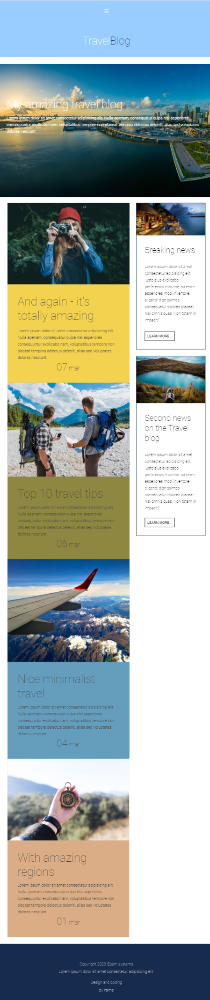 ☰
TravelBlog
My amazing travel blog
Lorem ipsum dolor sit amet consectetur adipisicing elit. Nulla aperiam, consequatur culpa nisi asperiores
consequuntur explicabo nam, voluptatibus tempore non placeat tempora delectus deleniti, alias sed voluptates
dolores nesciunt.
And again - it's
totally amazing
Lorem ipsum dolor sit amet consectetur adipisicing elit.
Nulla aperiam, consequatur culpa nisi asperiores
consequuntur explicabo nam, voluptatibus tempore non
placeat tempora delectus deleniti, alias sed voluptates
dolores nesciunt.
07 mar
Top 10 travel tips
Lorem ipsum dolor sit amet consectetur adipisicing elit.
Nulla aperiam, consequatur culpa nisi asperiores
consequuntur explicabo nam, voluptatibus tempore non
placeat tempora delectus deleniti, alias sed voluptates
dolores nesciunt.
06 mar
Nice minimalist
travel
Lorem ipsum dolor sit amet consectetur adipisicing elit.
Nulla aperiam, consequatur culpa nisi asperiores
consequuntur explicabo nam, voluptatibus tempore non
placeat tempora delectus deleniti, alias sed voluptates
dolores nesciunt.
04 mar
With amazing
regions
Lorem ipsum dolor sit amet consectetur adipisicing elit.
Nulla aperiam, consequatur culpa nisi asperiores
consequuntur explicabo nam, voluptatibus tempore non
placeat tempora delectus deleniti, alias sed voluptates
dolores nesciunt.
01 mar
Breaking news
Lorem ipsum dolor sit amet
consectetur adipisicing elit.
Iusto eius explicabo
perferendis maxime, ad enim,
asperiores modi inventore
eligendi dignissimos
consequatur dolores placeat,
nisi omnis quas. Non totam in
impedit?
LEARN MORE...
Second news
on the Travel
blog
Lorem ipsum dolor sit amet
consectetur adipisicing elit.
Iusto eius explicabo
perferendis maxime, ad enim,
asperiores modi inventore
eligendi dignissimos
consequatur dolores placeat,
nisi omnis quas. Non totam in
impedit?
LEARN MORE...
Copyright 2020 Epam systems
Lorem ipsum dolor sit amet consectetur, adipisicing elit.
Design and coding
by name